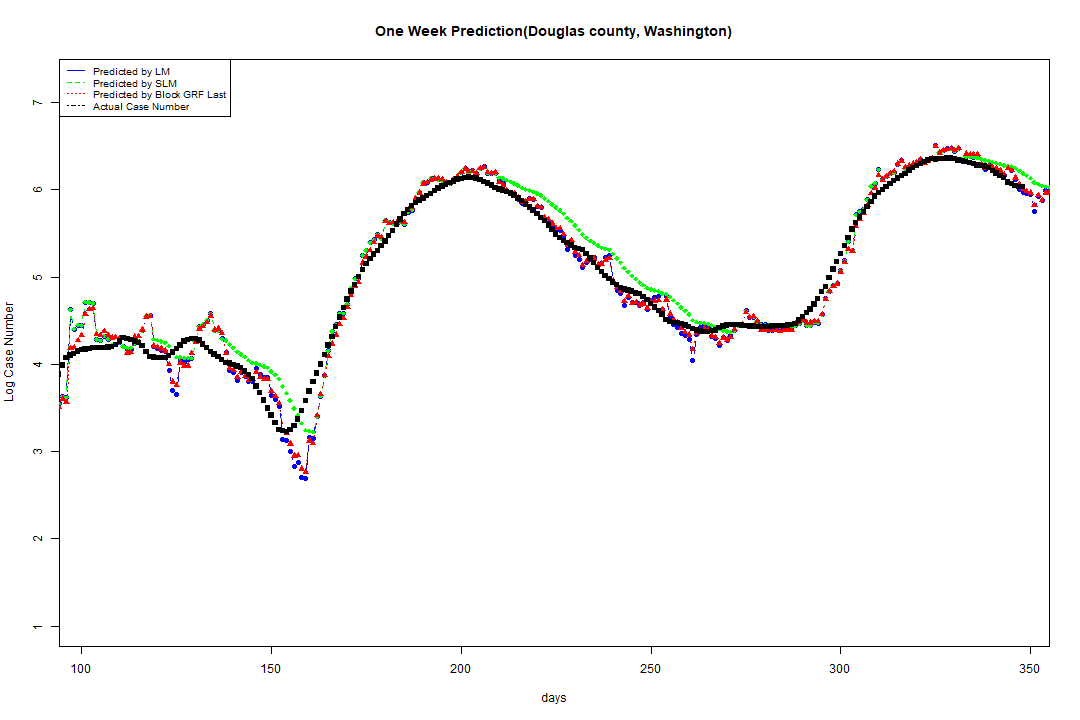 One Week Prediction(Douglas county, Washington)
Predicted by LM
Predicted by SLM
Predicted by Block GRF Last
Actual Case Number
7
6
5
4
3
2
1
Log Case Number
100 150 200 250 300 350
days